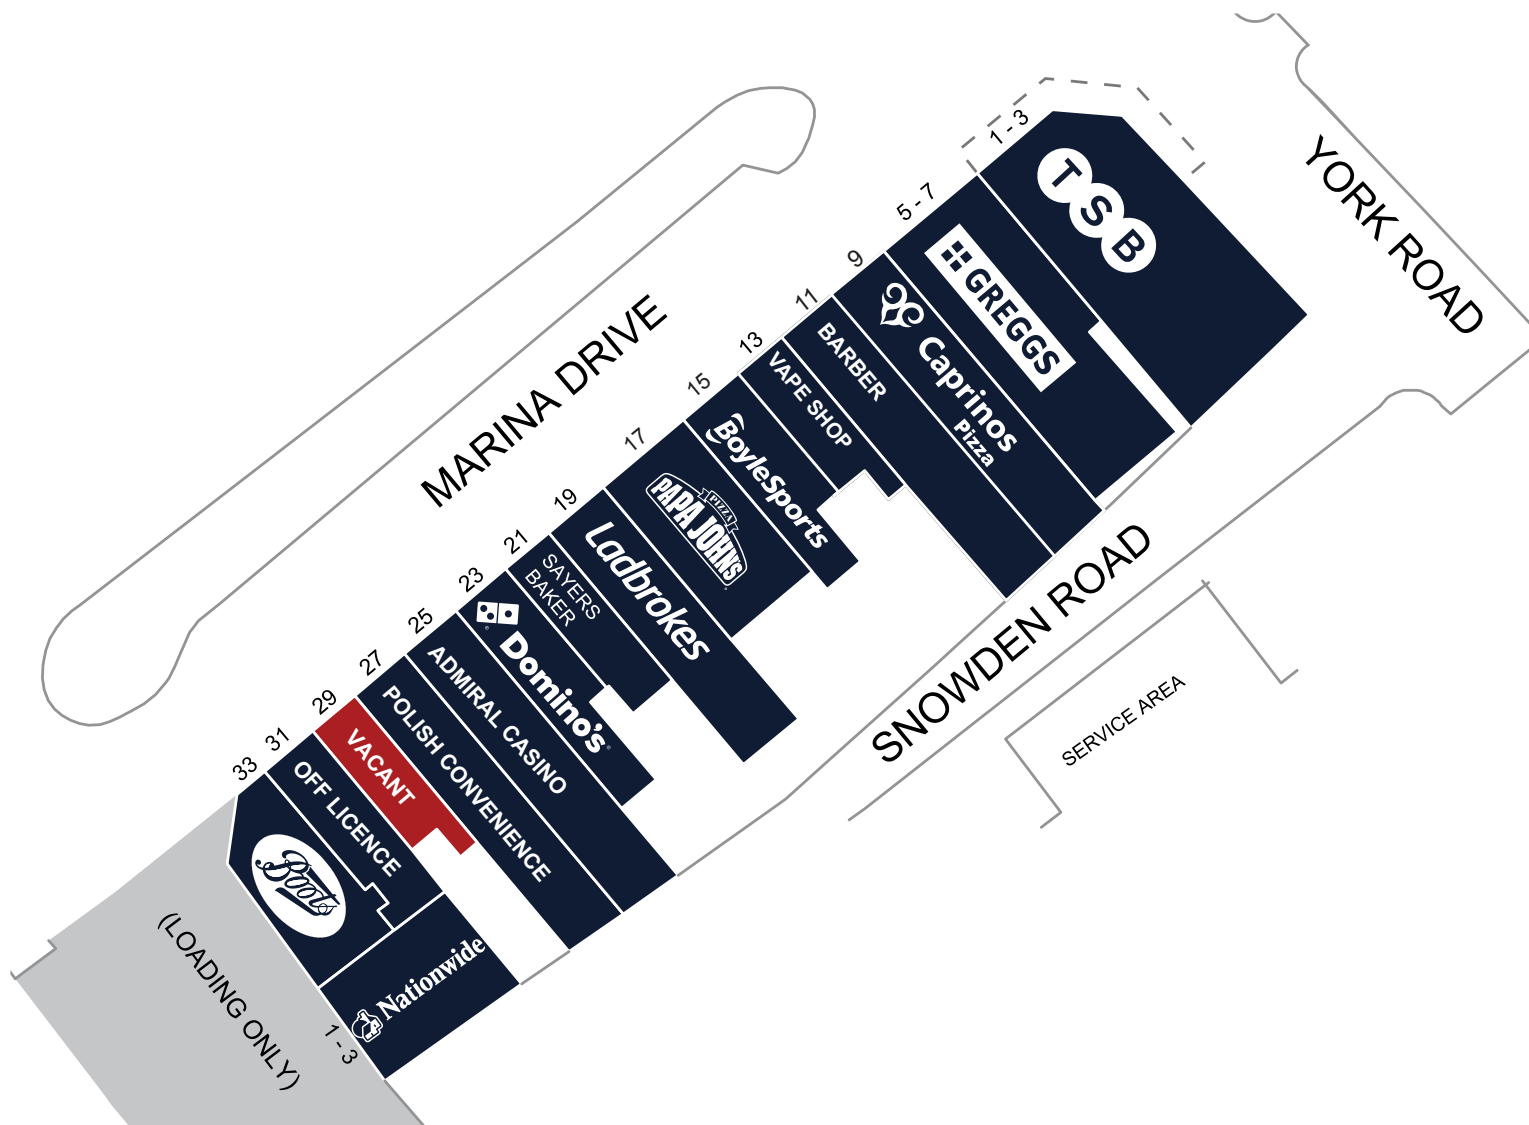 YORK ROAD
1 - 3
TSB
5 - 7
GREGGS
9
Caprinos
Pizza
11
BARBER
13
VAPE SHOP
15
BoyleSports
17
PIZZA
PAPA JOHNS
19
Ladbrokes
21
SAYERS
BAKER
23
Domino's
25
ADMIRAL CASINO
27
POLISH CONVENIENCE
29
VACANT
31
OFF LICENCE
33
Boots
Nationwide
1 - 3
(LOADING ONLY)
MARINA DRIVE
SNOWDEN ROAD
SERVICE AREA